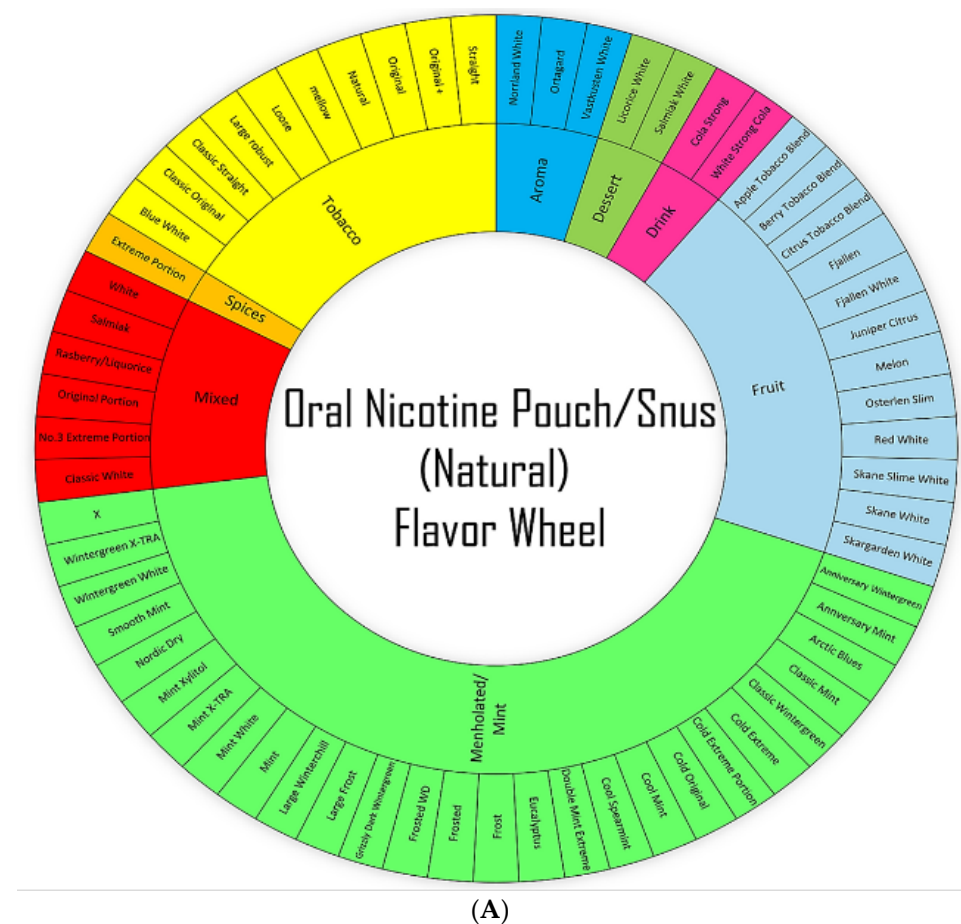 Oral Nicotine Pouch/Snus
(Natural)
Flavor Wheel
Aroma
Norrland White
Ortagard
Vastkusten White
Dessert
Licorice White
Salmiak White
Drink
Cola Strong
White Strong Cola
Fruit
Apple Tobacco Blend
Berry Tobacco Blend
Citrus Tobacco Blend
Fjallen
Fjallen White
Juniper Citrus
Melon
Osterlen Slim
Red White
Skane Slime White
Skane White
Skargarden White
Menholated/
Mint
Anniversary Wintergreen
Annversary Mint
Arctic Blues
Classic Mint
Classic Wintergreen
Cold Extreme
Cold Extreme Portion
Cold Original
Cool Mint
Cool Spearmint
Double Mint Extreme
Eucalyptus
Frost
Frosted
Frosted WD
Grizzly Dark Wintergreen
Large Frost
Large Winterchill
Mint
Mint White
Mint X-TRA
Mint Xylitol
Nordic Dry
Smooth Mint
Wintergreen White
Wintergreen X-TRA
X
Mixed
Classic White
No.3 Extreme Portion
Original Portion
Rasberry/Liquorice
Salmiak
White
Spices
Extreme Portion
Tobacco
Blue White
Classic Original
Classic Straight
Large robust
Loose
mellow
Natural
Original
Original +
Straight
(A)